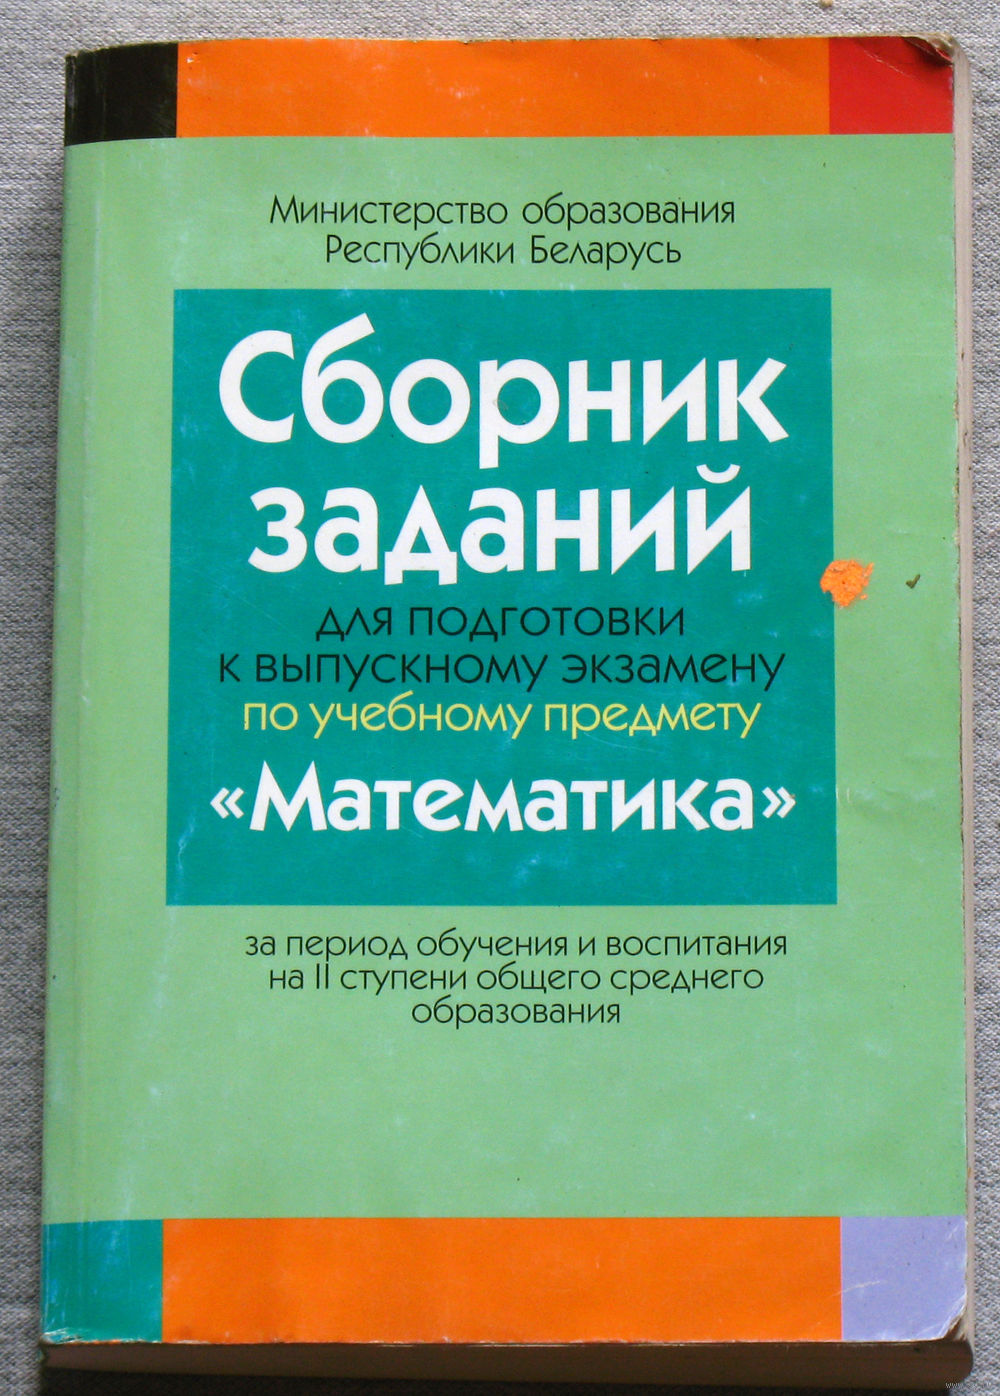 Министерство образования
Республики Беларусь
Сборник
заданий
для подготовки
к выпускному экзамену
по учебному предмету
«Математика»
за период обучения и воспитания
на II ступени общего среднего
образования